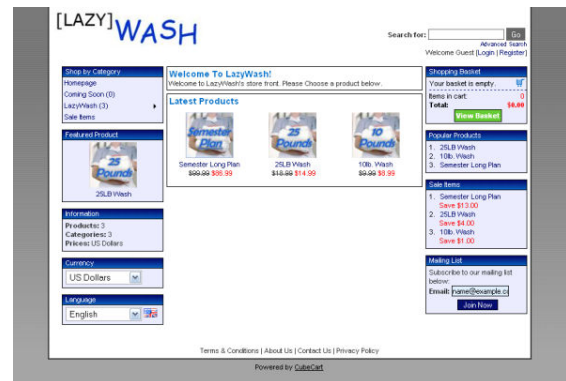 [LAZY]WASH
Search for:
Go
Advanced Search
Welcome Guest [Login | Register]
Shop by Category
Homepage
Coming Soon (0)
LazyWash (3)
Sale Items
Featured Product
25
Pounds
25LB Wash
Information
Products: 3
Categories: 3
Prices: US Dollars
Currency
US Dollars
Language
English
Welcome To LazyWash!
Welcome to LazyWash's store front. Please Choose a product below.
Latest Products
Semester
Plan
25
Pounds
10
Pounds
Semester Long Plan
25LB Wash
10lb. Wash
$99.99 $86.99
$18.99 $14.99
$9.99 $8.99
Shopping Basket
Your basket is empty.
Items in cart: 0
Total: $0.00
View Basket
Popular Products
1. 25LB Wash
2. 10lb. Wash
3. Semester Long Plan
Sale Items
1. Semester Long Plan
Save $13.00
2. 25LB Wash
Save $4.00
3. 10lb. Wash
Save $1.00
Mailing List
Subscribe to our mailing list
below:
Email: name@example.co
Join Now
Terms & Conditions | About Us | Contact Us | Privacy Policy
Powered by CubeCart